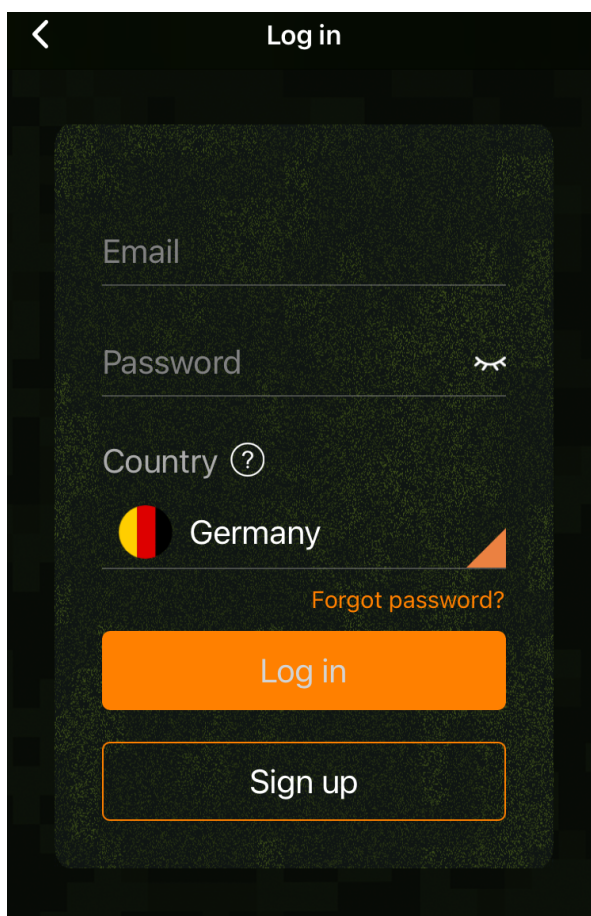 Log in
Email
Password
Country ?
Germany
Forgot password?
Log in
Sign up